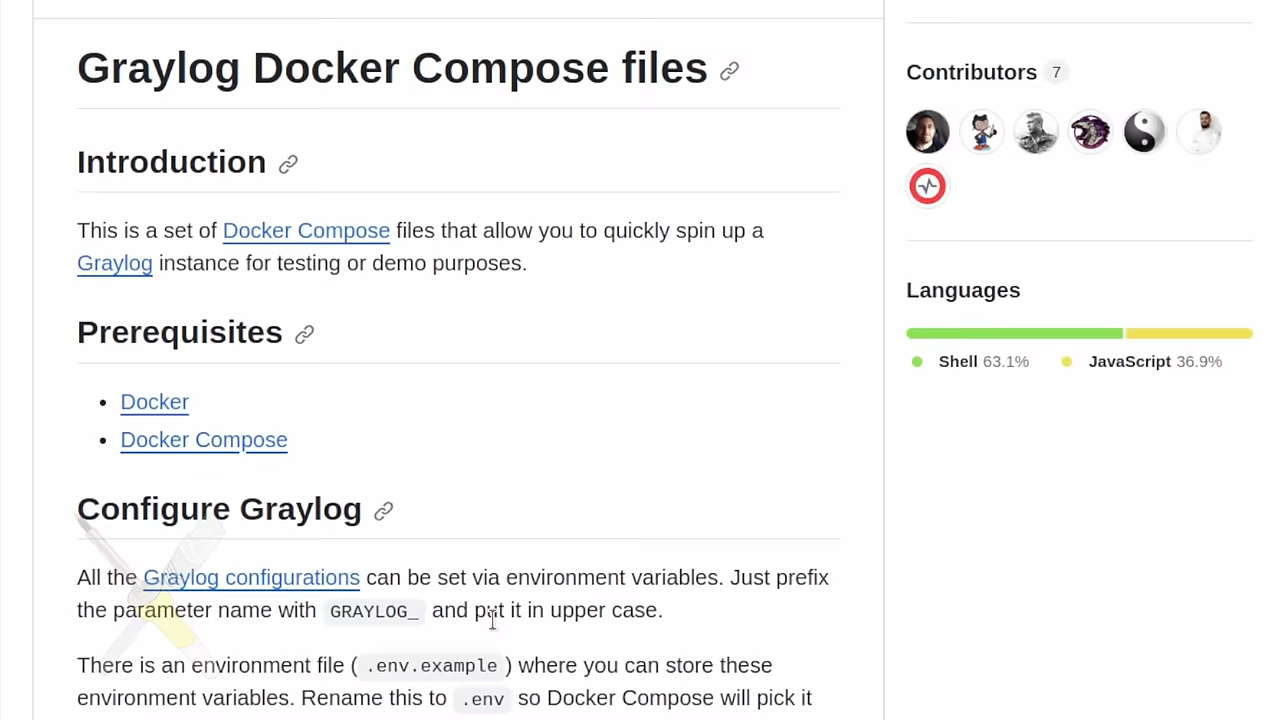 Graylog Docker Compose files
Introduction
This is a set of Docker Compose files that allow you to quickly spin up a
Graylog instance for testing or demo purposes.
Prerequisites
• Docker
• Docker Compose
Configure Graylog
All the Graylog configurations can be set via environment variables. Just prefix
the parameter name with GRAYLOG_ and put it in upper case.
There is an environment file ( .env.example ) where you can store these
environment variables. Rename this to .env so Docker Compose will pick it
Contributors 7
Languages
Shell 63.1% JavaScript 36.9%